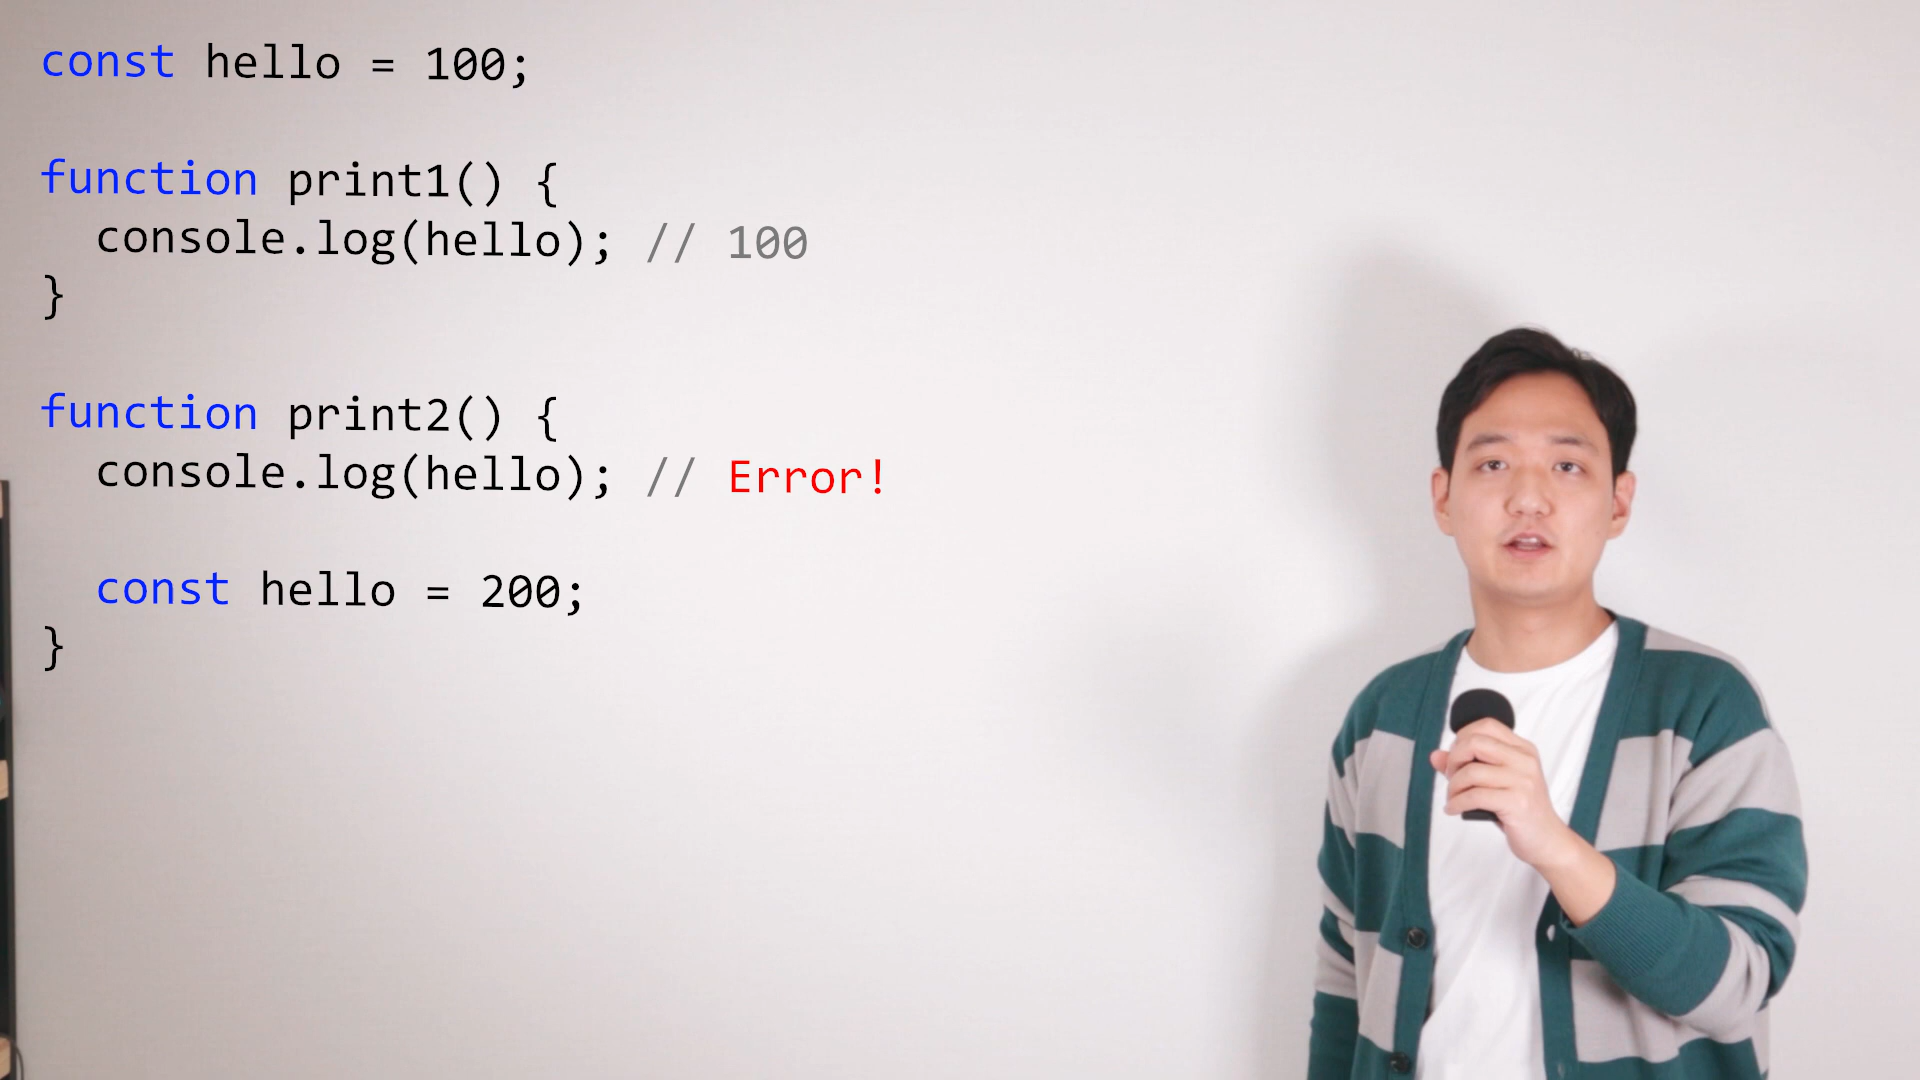 const hello = 100;
function print1() {
console.log(hello); // 100
}
function print2() {
console.log(hello); // Error!
const hello = 200;
}